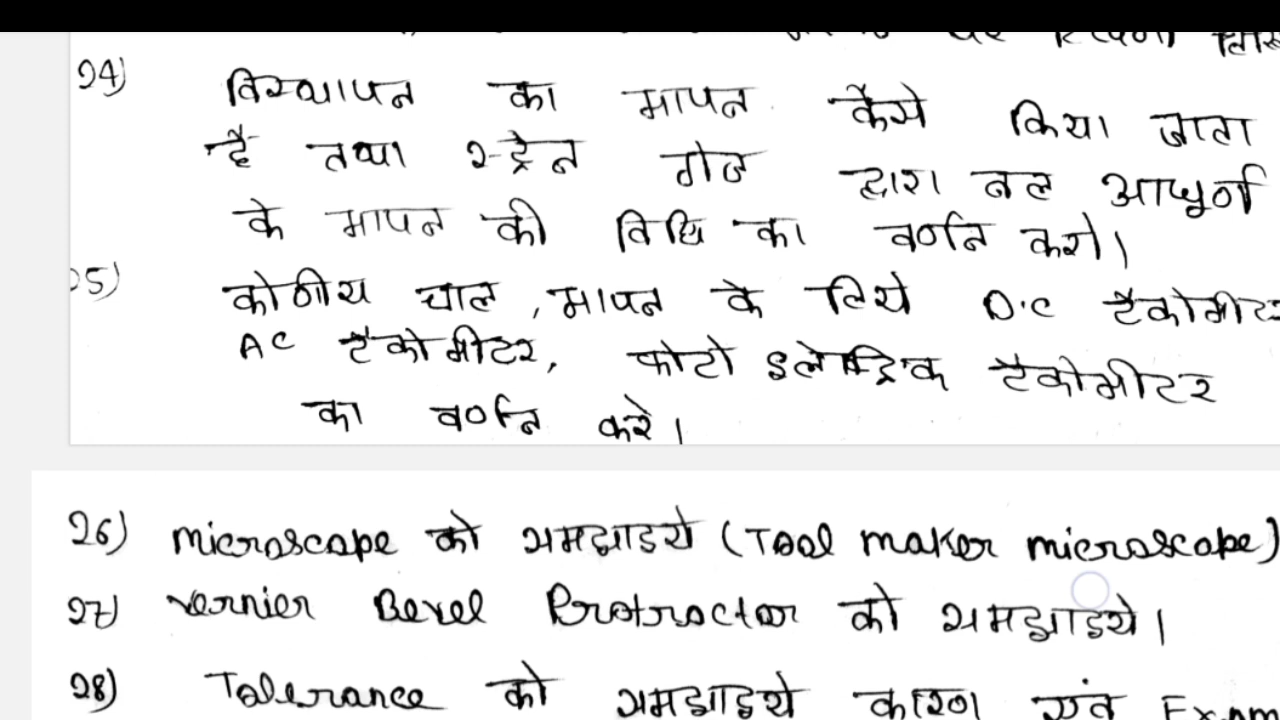 24) विस्थापन का मापन कैसे किया जाता
है तथा स्ट्रेन गेज द्वारा बल आघूर्ण
के मापन की विधि का वर्णन करो।
25) कोणीय चाल, मापन के लिये D.C टैकोमीटर
AC टैकोमीटर, फोटो इलेक्ट्रिक टैकोमीटर
का वर्णन करे।
26) microscope को समझाइये (Tool maker microscope)
27) Vernier Bevel Protractor को समझाइये।
28) Tolerance को समझाइये कारण एवं